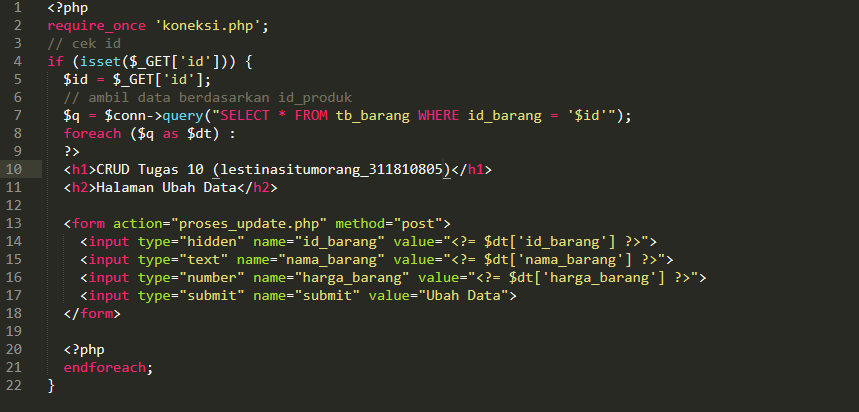 1 <?php
2 require_once 'koneksi.php';
3 // cek id
4 if (isset($_GET['id'])) {
5 $id = $_GET['id'];
6 // ambil data berdasarkan id_produk
7 $q = $conn->query("SELECT * FROM tb_barang WHERE id_barang = '$id'");
8 foreach ($q as $dt) :
9 ?>
10 <h1>CRUD Tugas 10 (lestinasitumorang_311810805)</h1>
11 <h2>Halaman Ubah Data</h2>
12
13 <form action="proses_update.php" method="post">
14 <input type="hidden" name="id_barang" value="<?= $dt['id_barang'] ?>">
15 <input type="text" name="nama_barang" value="<?= $dt['nama_barang'] ?>">
16 <input type="number" name="harga_barang" value="<?= $dt['harga_barang'] ?>">
17 <input type="submit" name="submit" value="Ubah Data">
18 </form>
19
20 <?php
21 endforeach;
22 }